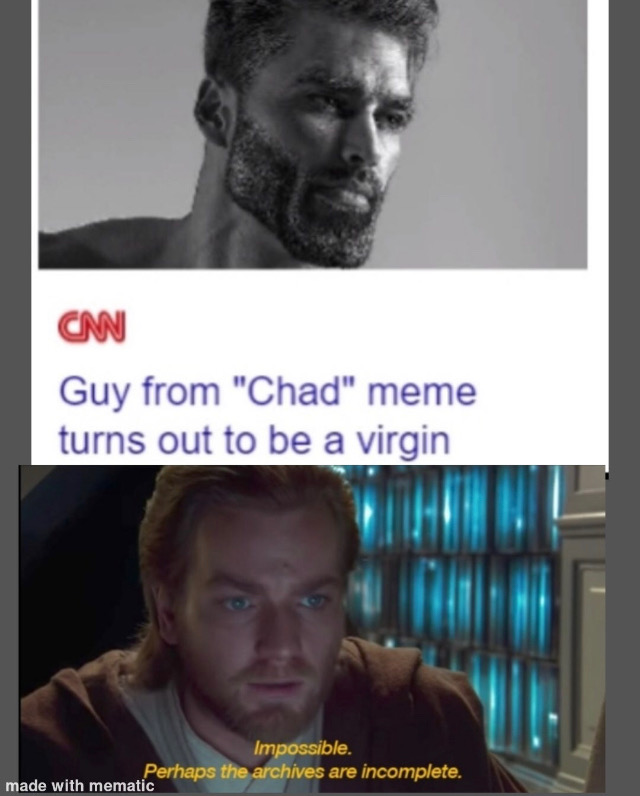 CNN
Guy from "Chad" meme
turns out to be a virgin
Impossible.
Perhaps the archives are incomplete.
made with mematic